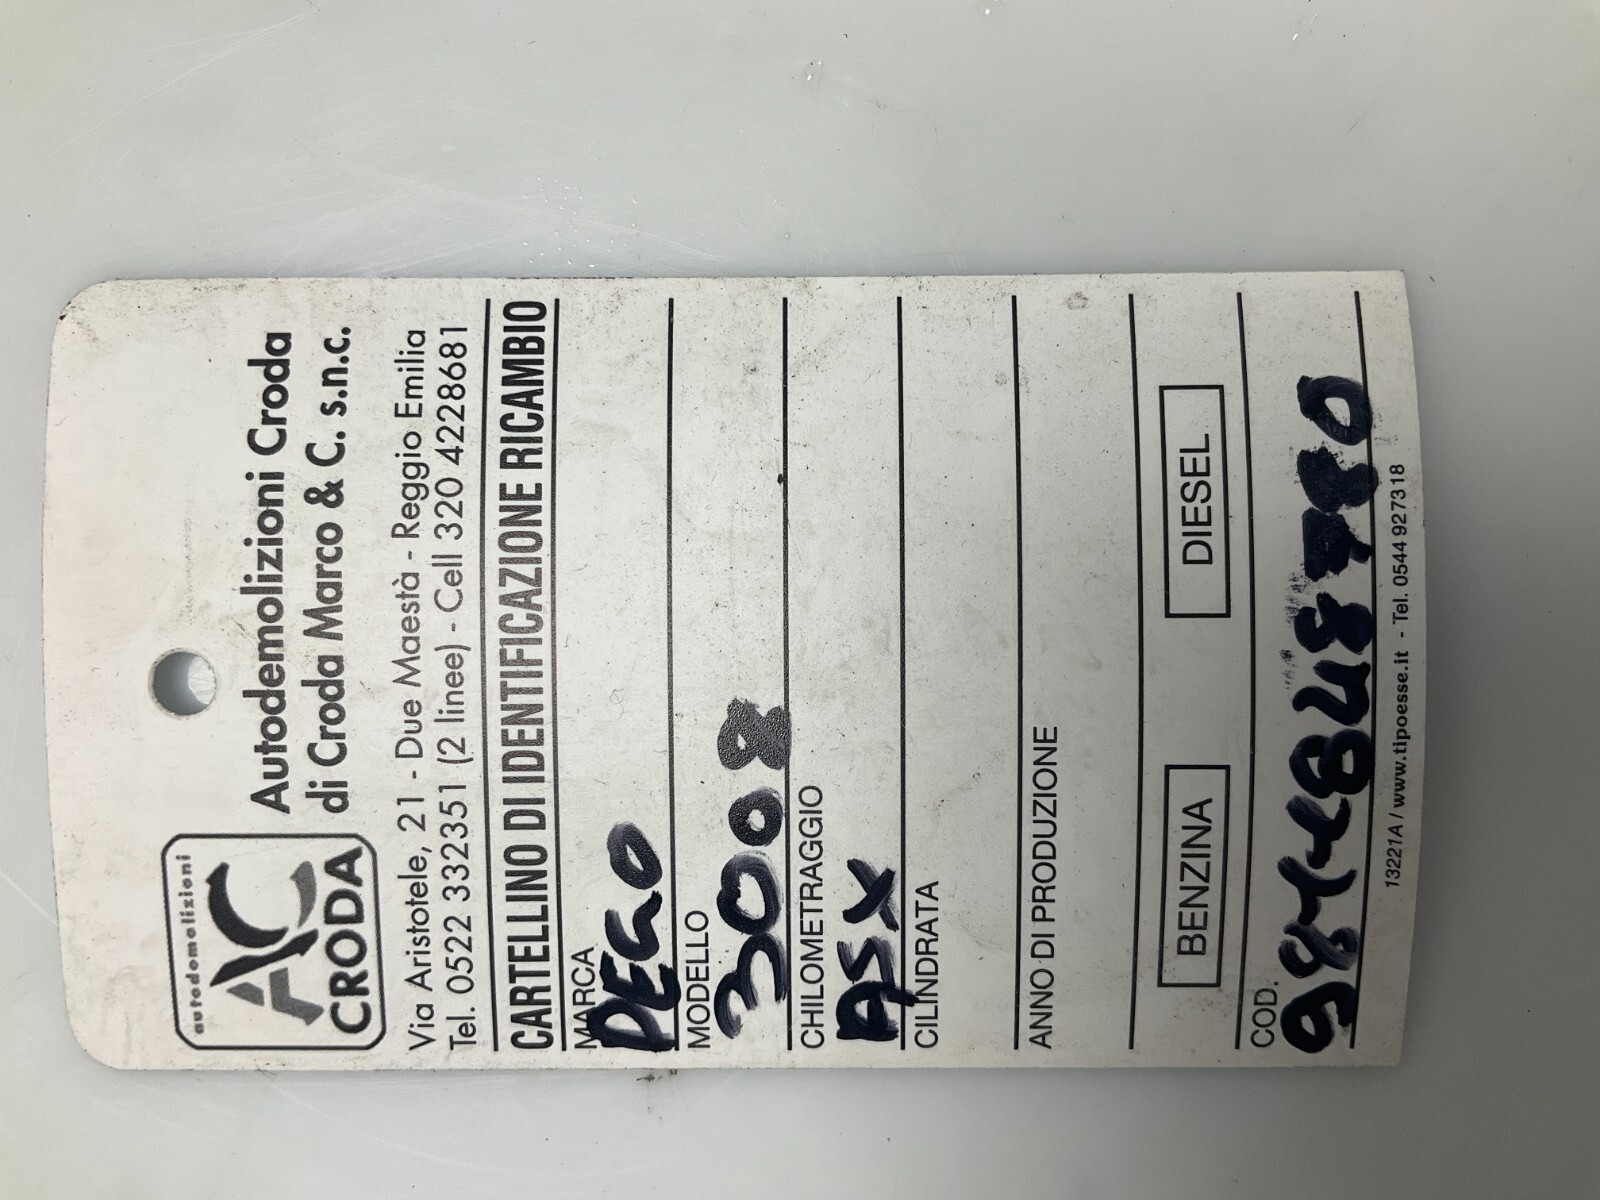 autodemolizioni
AC
CRODA
Autodemolizioni Croda
di Croda Marco & C. s.n.c.
Via Aristotele, 21 - Due Maestà - Reggio Emilia
Tel. 0522 332351 (2 linee) - Cell 320 4228681
CARTELLINO DI IDENTIFICAZIONE RICAMBIO
MARCA
PEGO
MODELLO
3008
CHILOMETRAGGIO
ASX
CILINDRATA
ANNO DI PRODUZIONE
BENZINA DIESEL
COD.
13221A / www.tipoesse.it - Tel. 0544 927318